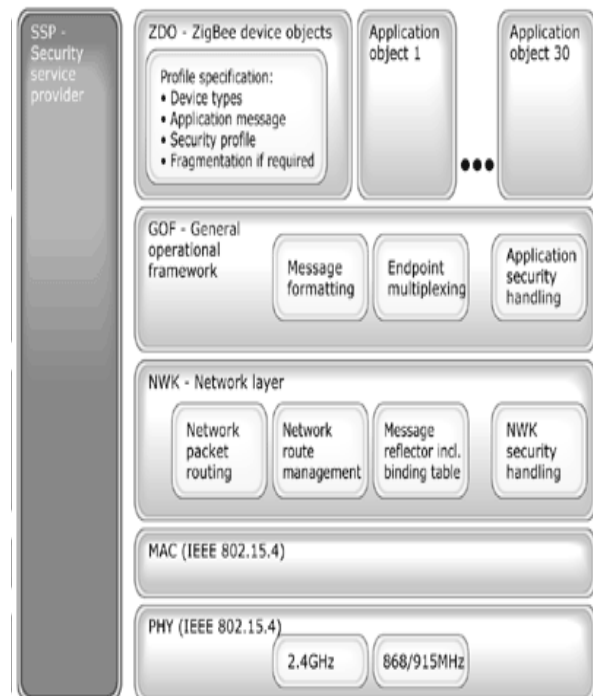 SSP -
Security
service
provider
ZDO - ZigBee device objects
Profile specification:
• Device types
• Application message
• Security profile
• Fragmentation if required
Application
object 1
•••
Application
object 30
GOF - General
operational
framework
Message
formatting
Endpoint
multiplexing
Application
security
handling
NWK - Network layer
Network
packet
routing
Network
route
management
Message
reflector incl.
binding table
NWK
security
handling
MAC (IEEE 802.15.4)
PHY (IEEE 802.15.4)
2.4GHz
868/915MHz